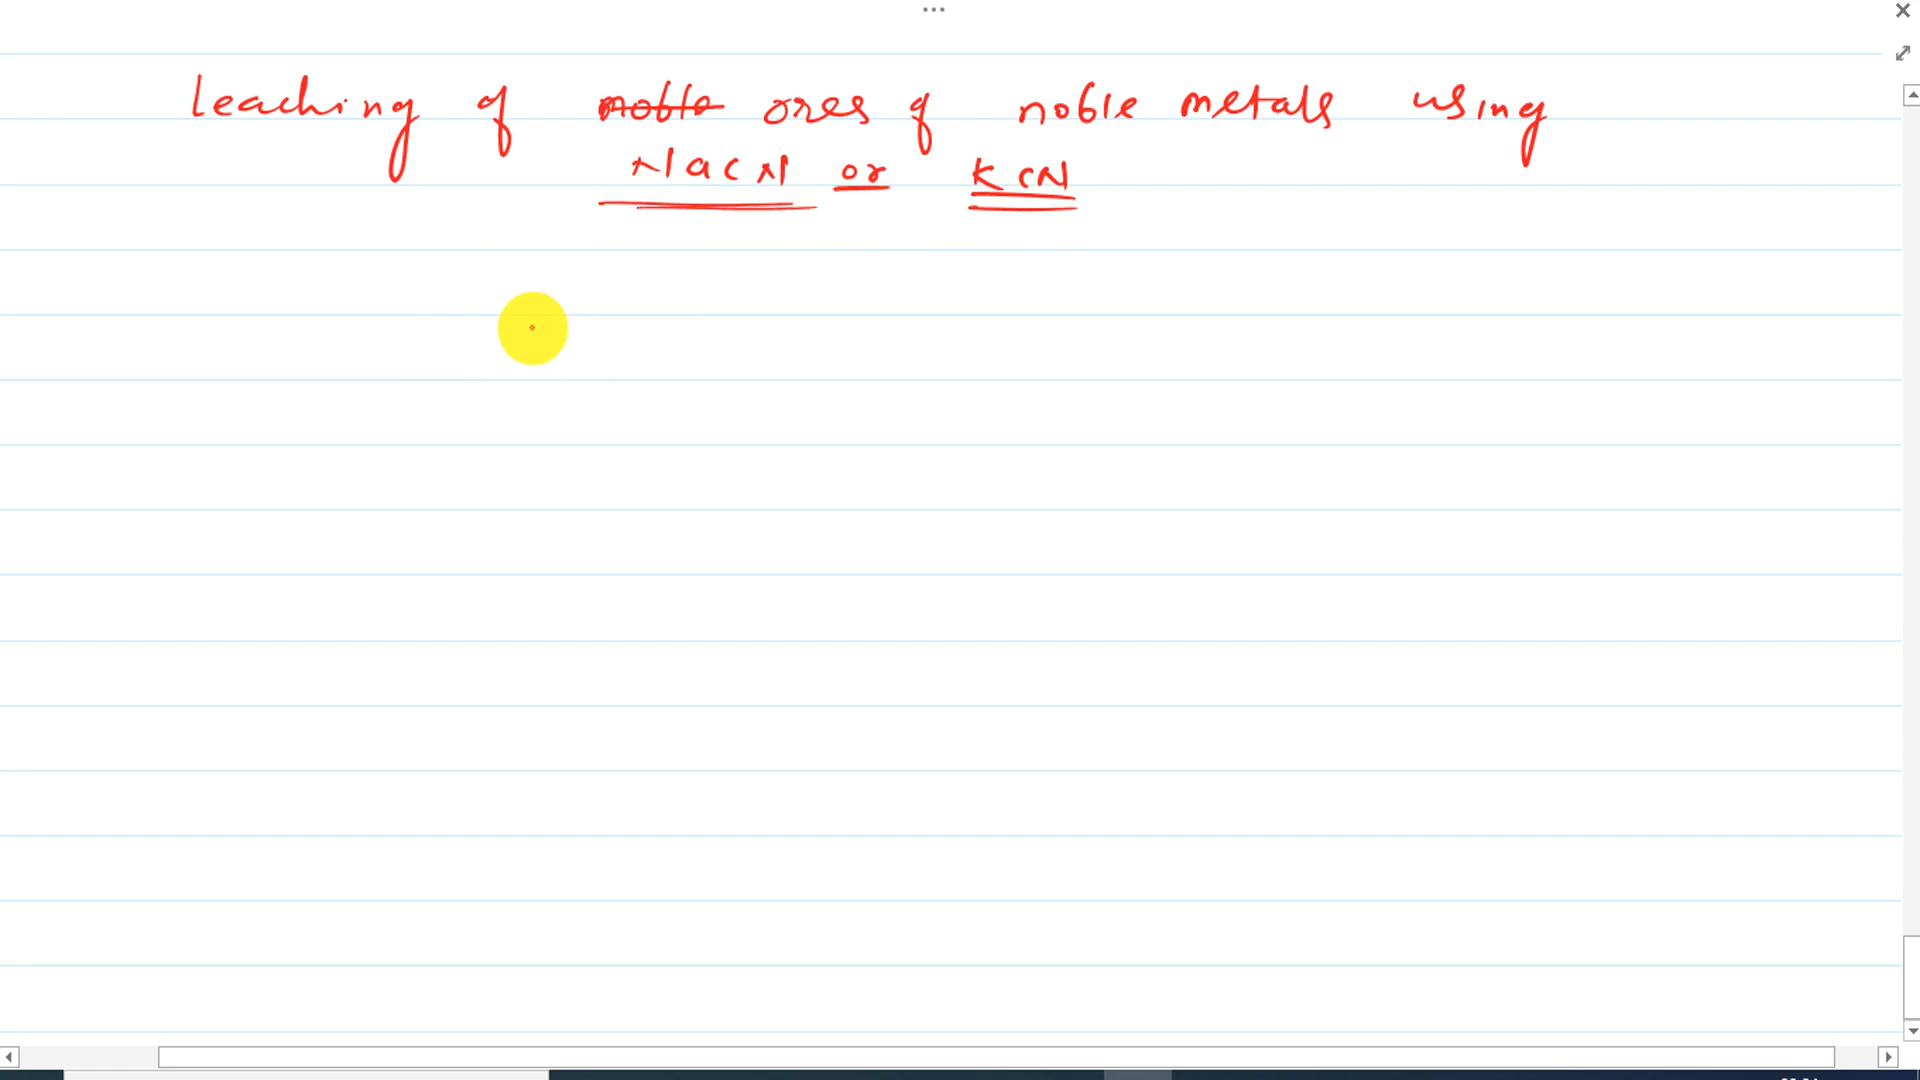 leaching of noble ores of noble metals using
NaCN or KCN